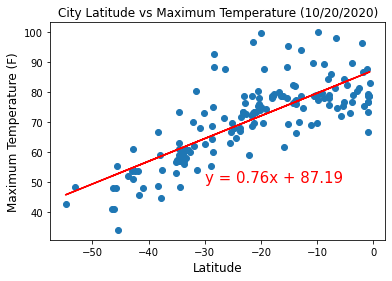 City Latitude vs Maximum Temperature (10/20/2020)
Maximum Temperature (F)
100
90
80
70
60
50
40
y = 0.76x + 87.19
−50 −40 −30 −20 −10 0
Latitude